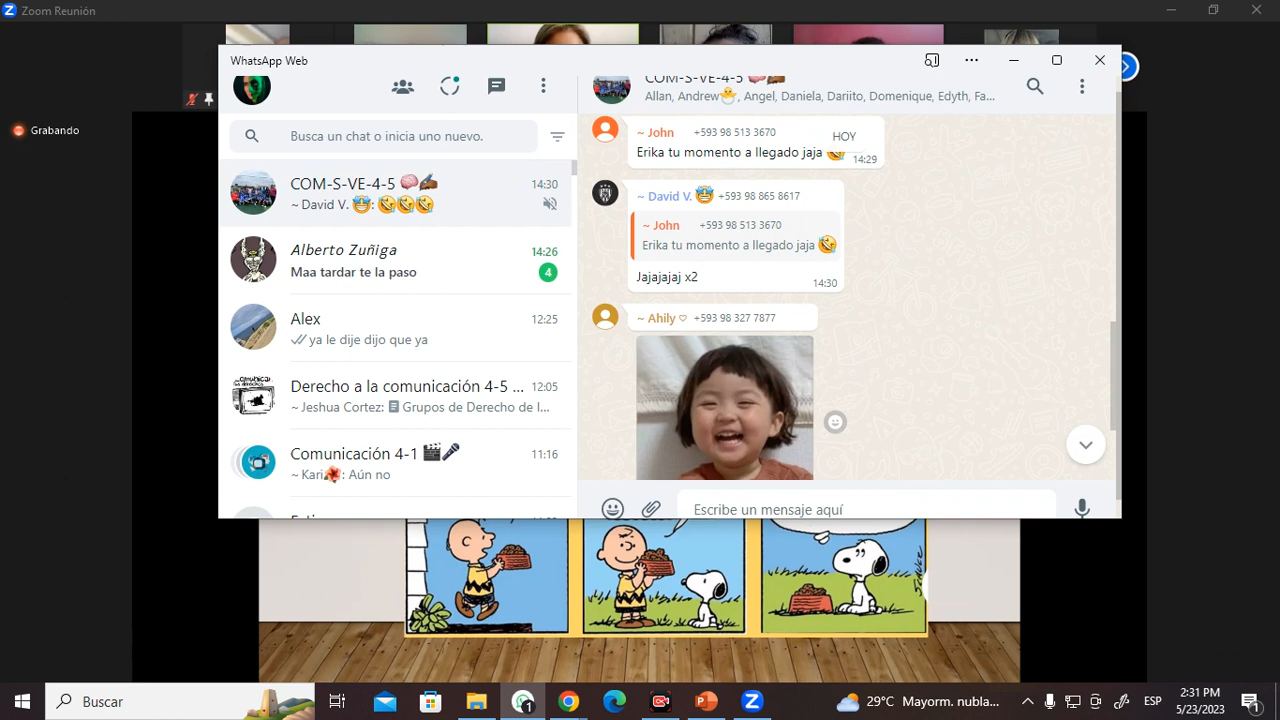 Zoom Reunión
WhatsApp Web
Grabando
Busca un chat o inicia uno nuevo.
COM-S-VE-4-5 🧠✍🏾
14:30
~ David V. 🤩: 🤣🤣🤣
Alberto Zuñiga
14:26
Maa tardar te la paso
4
Alex
12:25
ya le dije dijo que ya
Derecho a la comunicación 4-5 ...
12:05
~ Jeshua Cortez: Grupos de Derecho de l...
Comunicación 4-1 🎬🎤
11:16
~ Kari🌺: Aún no
COM-S-VE-4-5 🧠✍🏾
Allan, Andrew🐣, Angel, Daniela, Dariito, Domenique, Edyth, Fa...
HOY
~ John +593 98 513 3670
Erika tu momento a llegado jaja 🤣
14:29
~ David V. 🤩 +593 98 865 8617
~ John +593 98 513 3670
Erika tu momento a llegado jaja 🤣
Jajajajaj x2
14:30
~ Ahily ♡ +593 98 327 7877
Escribe un mensaje aquí
Buscar
1
29°C Mayorm. nubla...
ESP
2:31 PM
5/23/2023
1